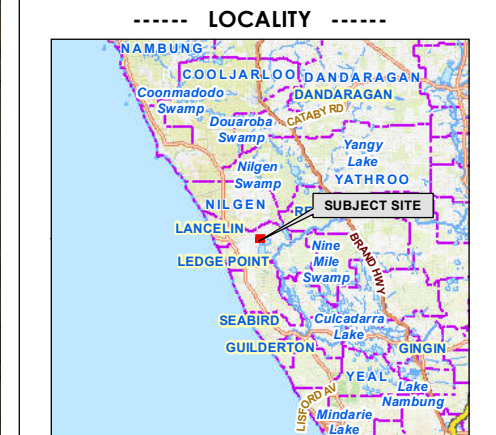 ------ LOCALITY ------
NAMBUNG
COOLJARLOO
DANDARAGAN
Coonmadodo
Swamp
DANDARAGAN
CATABY RD
Douaroba
Swamp
Yangy
Lake
Nilgen
Swamp
YATHROO
NILGEN
SUBJECT SITE
LANCELIN
LEDGE POINT
Nine
Mile
Swamp
BRAND HWY
SEABIRD
Culcadarra
Lake
GUILDERTON
GINGIN
YEAL
Lake
Nambung
LISFORD AV
Mindarie
Lake